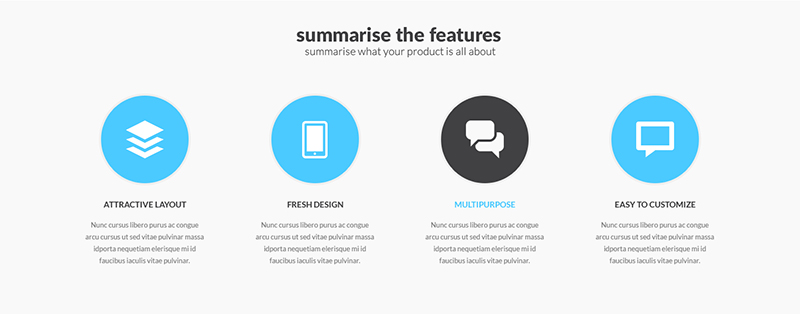 summarise the features
summarise what your product is all about
ATTRACTIVE LAYOUT
Nunc cursus libero purus ac congue
arcu cursus ut sed vitae pulvinar massa
idporta nequetiam elerisque mi id
faucibus iaculis vitae pulvinar.
FRESH DESIGN
Nunc cursus libero purus ac congue
arcu cursus ut sed vitae pulvinar massa
idporta nequetiam elerisque mi id
faucibus iaculis vitae pulvinar.
MULTIPURPOSE
Nunc cursus libero purus ac congue
arcu cursus ut sed vitae pulvinar massa
idporta nequetiam elerisque mi id
faucibus iaculis vitae pulvinar.
EASY TO CUSTOMIZE
Nunc cursus libero purus ac congue
arcu cursus ut sed vitae pulvinar massa
idporta nequetiam elerisque mi id
faucibus iaculis vitae pulvinar.